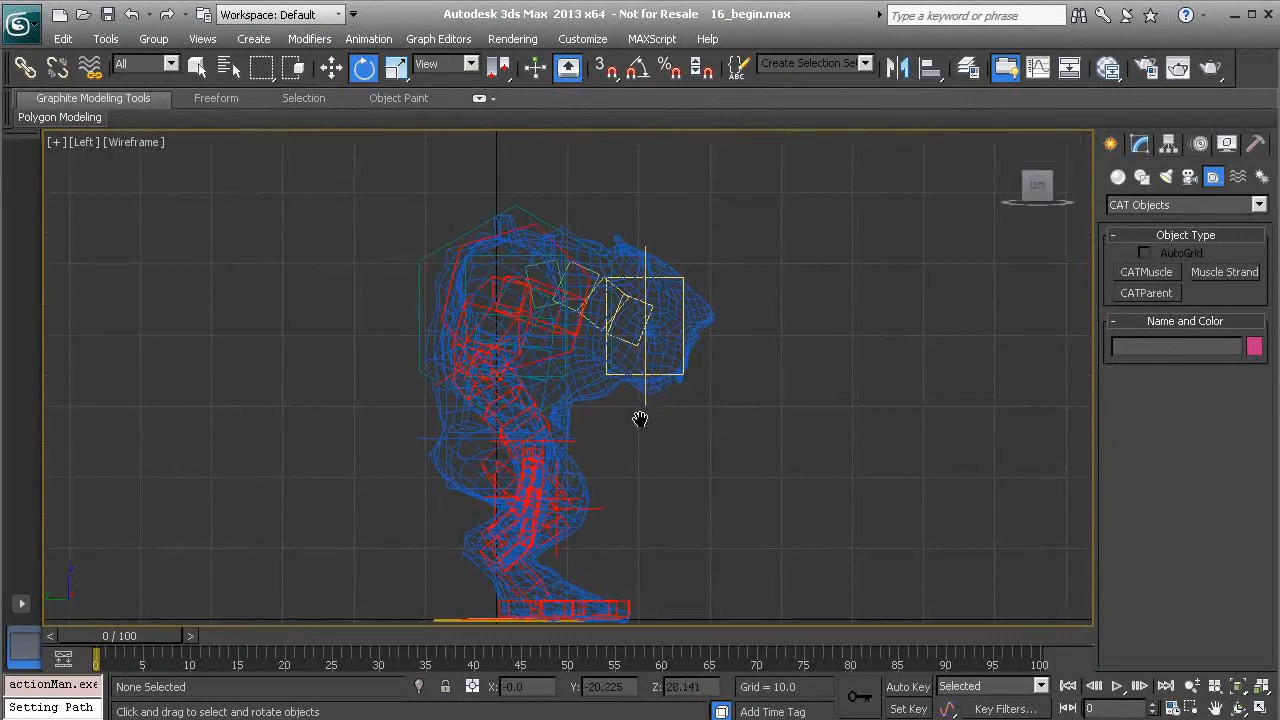 Workspace: Default
Autodesk 3ds Max 2013 x64 - Not for Resale 16_begin.max
Type a keyword or phrase
Edit Tools Group Views Create Modifiers Animation Graph Editors Rendering Customize MAXScript Help
All View 3 Create Selection Se
Graphite Modeling Tools Freeform Selection Object Paint
Polygon Modeling
[+] [Left] [Wireframe]
CAT Objects
- Object Type
AutoGrid
CATMuscle Muscle Strand
CATParent
- Name and Color
< 0 / 100 >
0 5 10 15 20 25 30 35 40 45 50 55 60 65 70 75 80 85 90 95 100
actionMan.exe None Selected X: -0.0 Y: -20.225 Z: 28.141 Grid = 10.0 Auto Key Selected
Setting Path Click and drag to select and rotate objects Add Time Tag Set Key Key Filters... 0